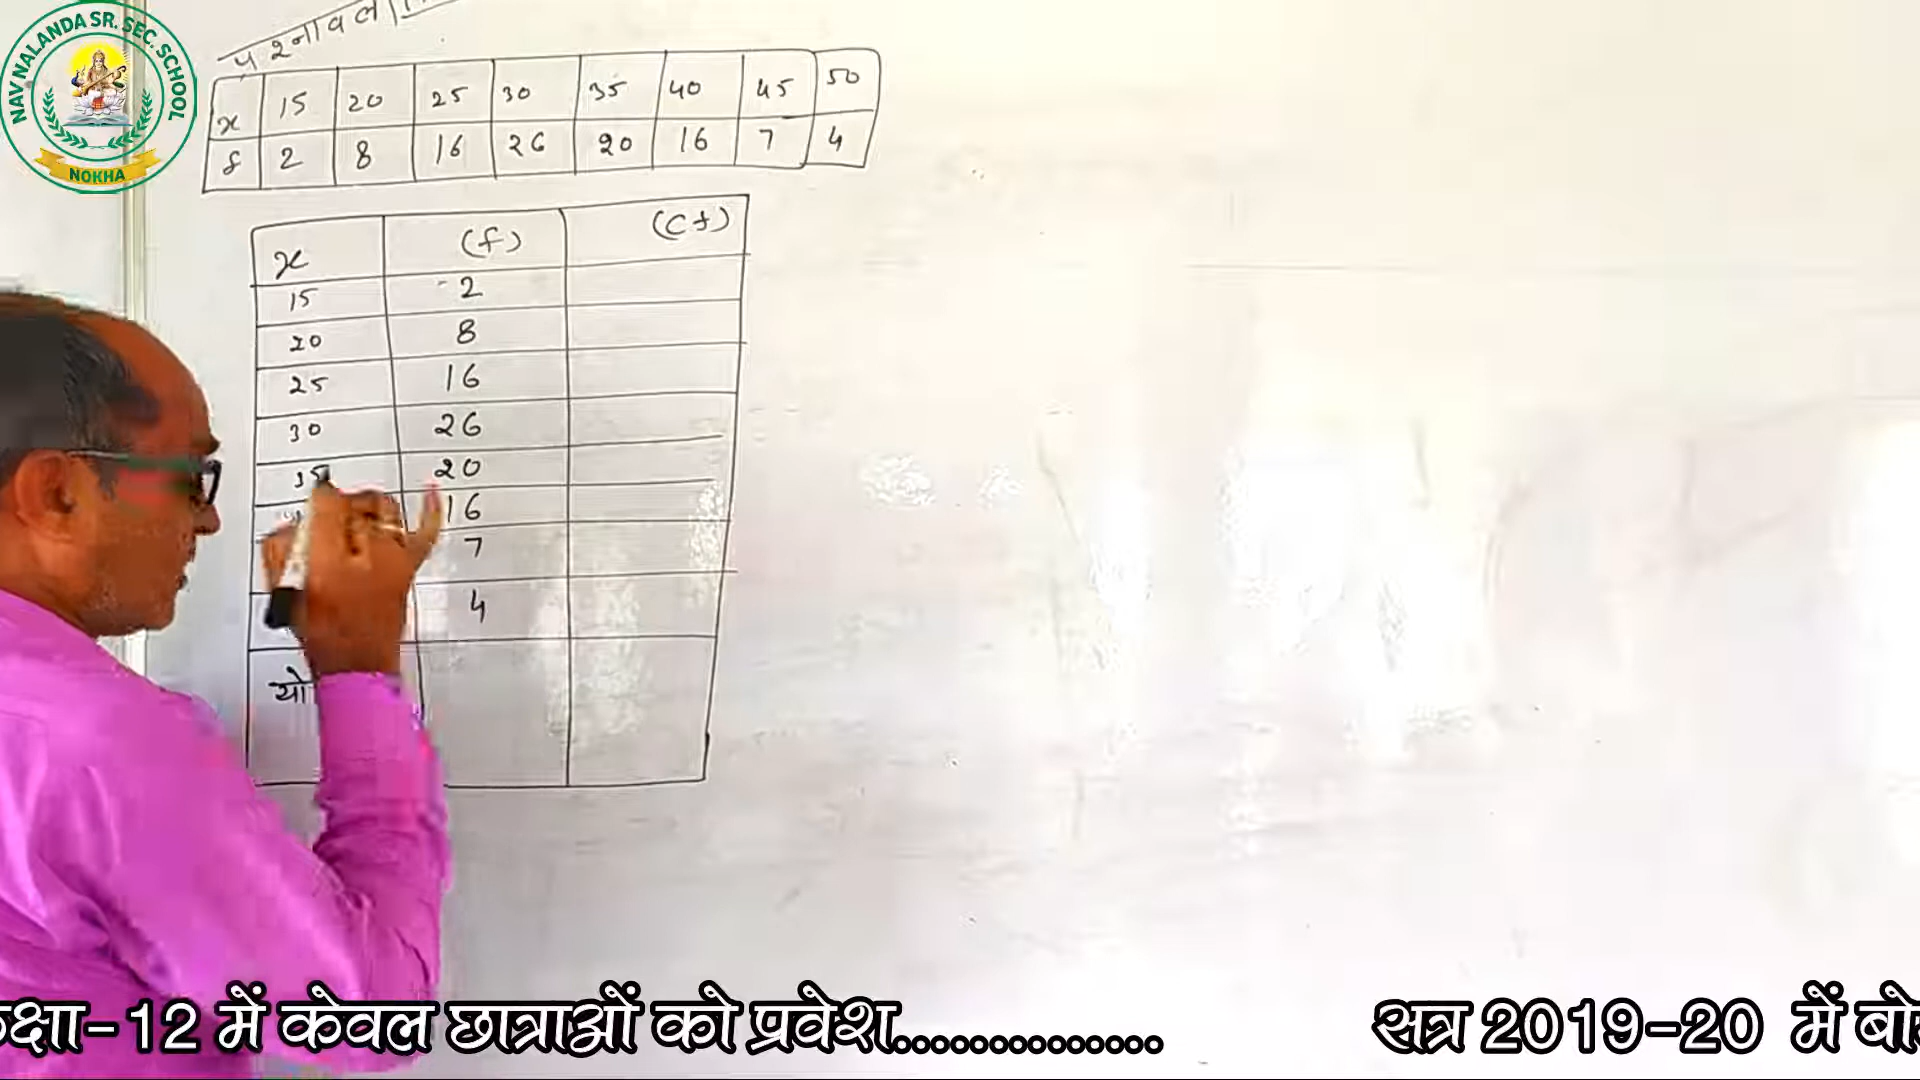 NAV NALANDA SR. SEC. SCHOOL
NOKHA
x 15 20 25 30 35 40 45 50
f 2 8 16 26 20 16 7 4
x (f) (cf)
15 2
20 8
25 16
30 26
35 20
16
7
4
यो
क्षा-12 में केवल छात्राओं को प्रवेश.............. सत्र 2019-20 में